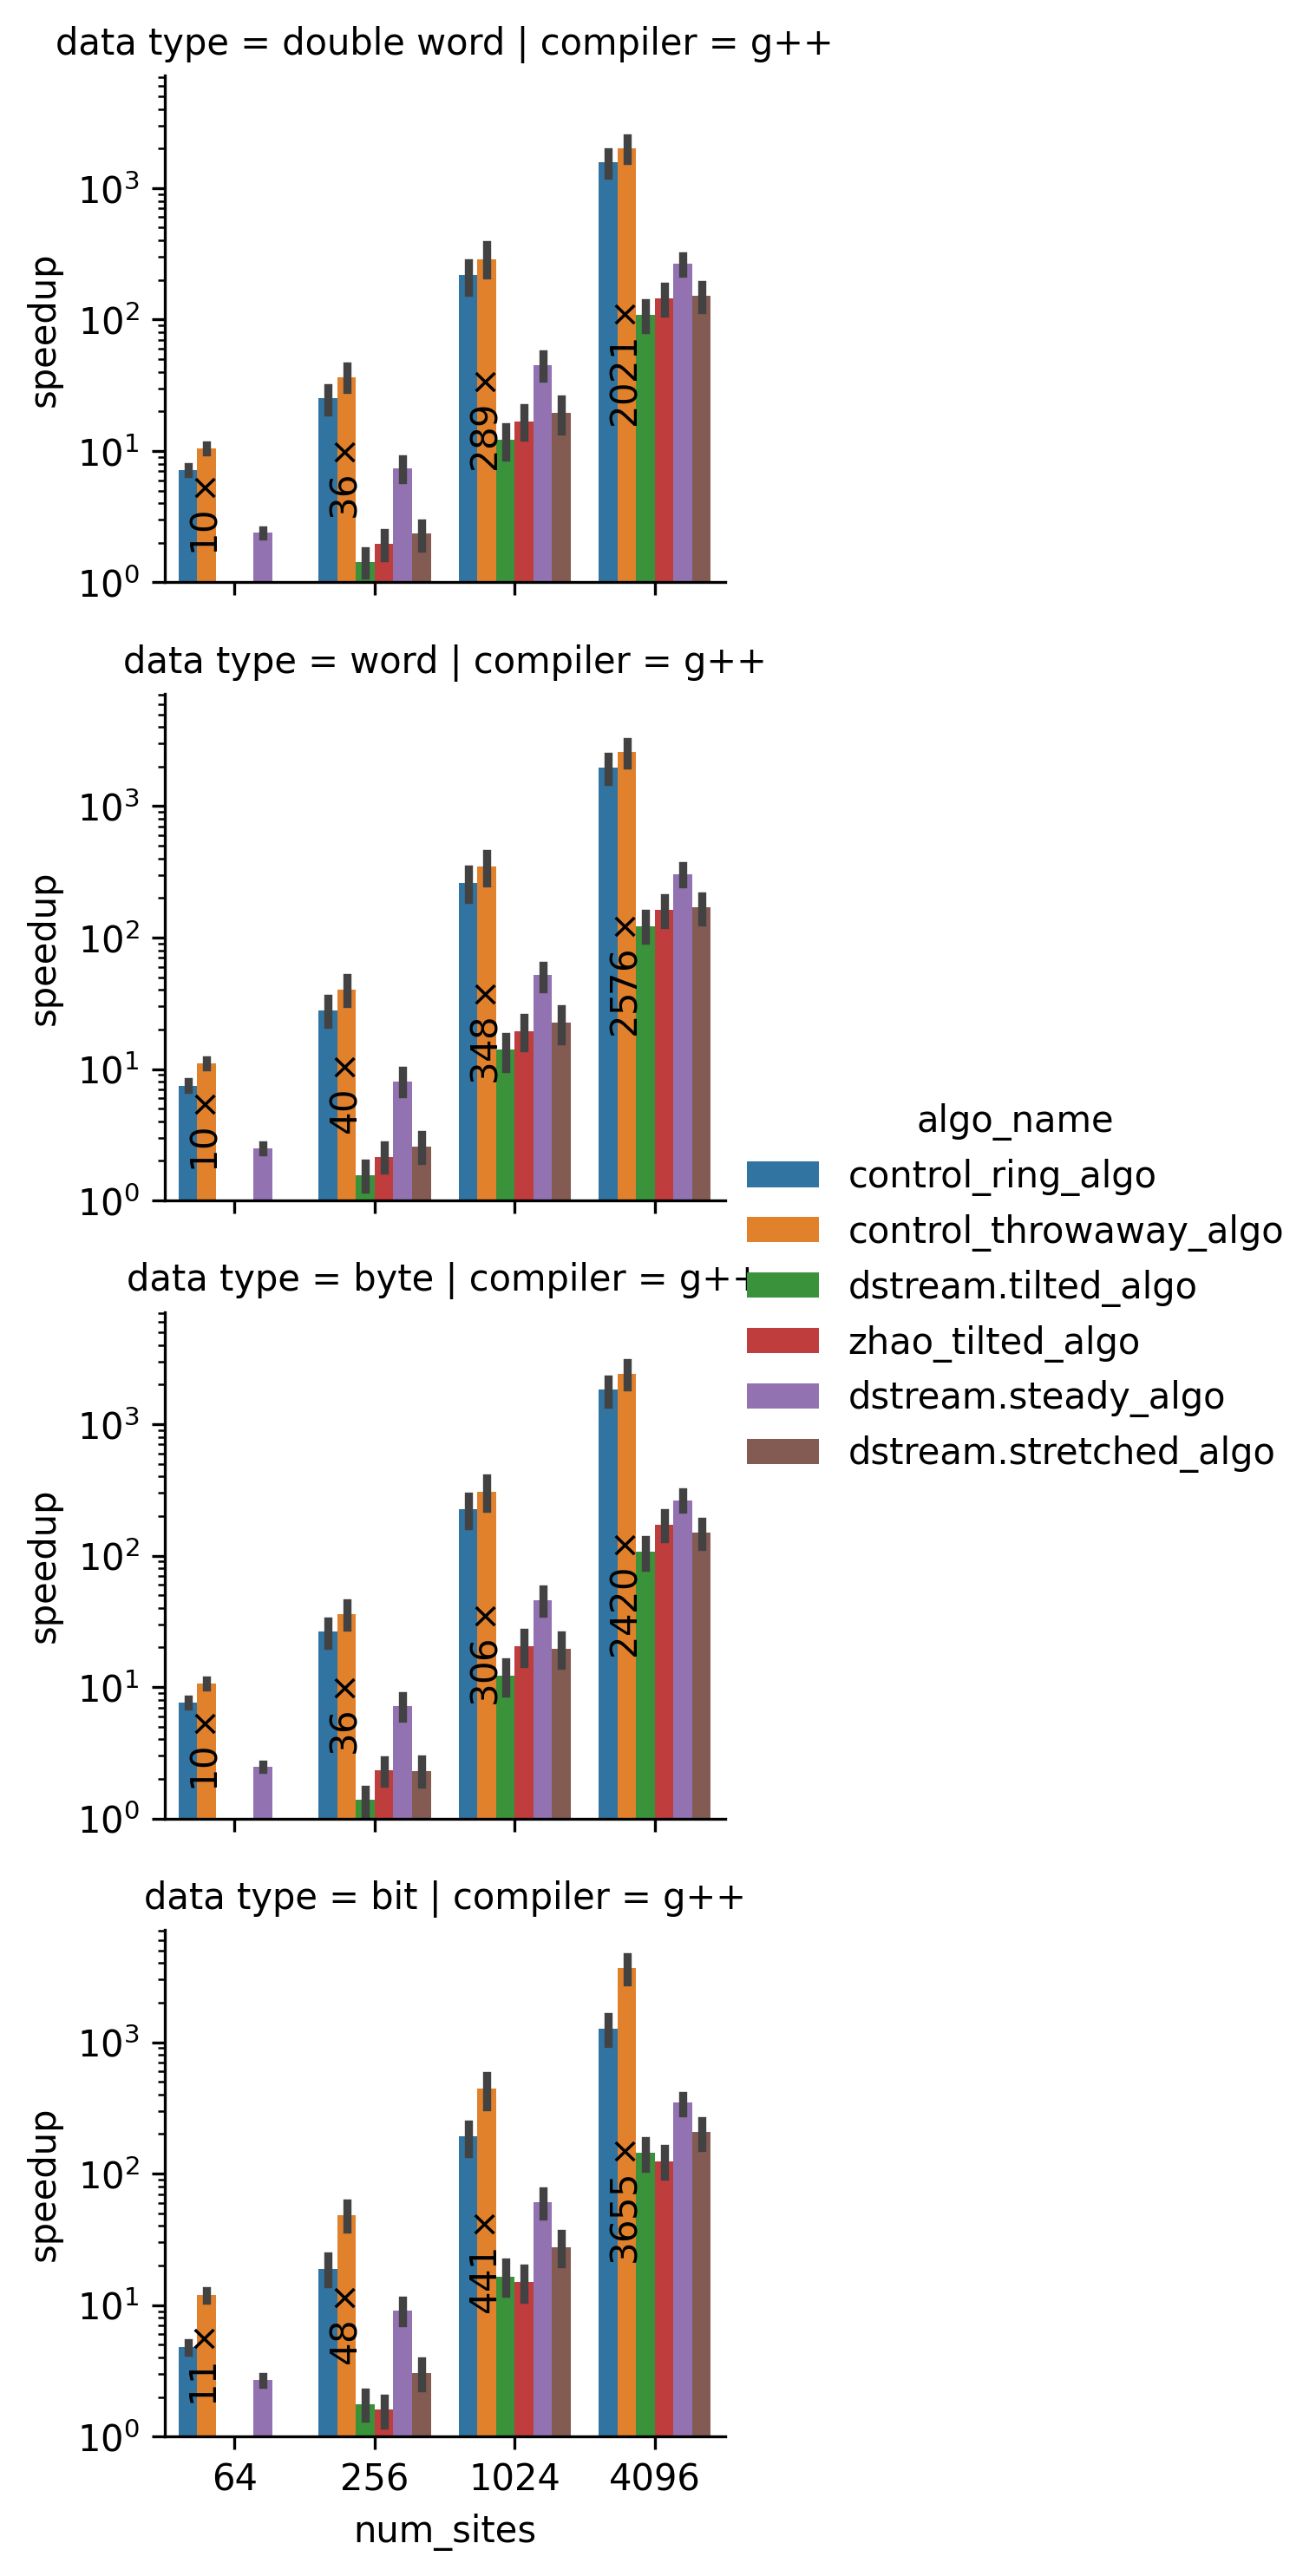 data type = double word | compiler = g++
speedup
10³
10²
10¹
10⁰
10 ×
36 ×
289 ×
2021 ×
data type = word | compiler = g++
speedup
10³
10²
10¹
10⁰
10 ×
40 ×
348 ×
2576 ×
algo_name
control_ring_algo
control_throwaway_algo
dstream.tilted_algo
zhao_tilted_algo
dstream.steady_algo
dstream.stretched_algo
data type = byte | compiler = g++
speedup
10³
10²
10¹
10⁰
10 ×
36 ×
306 ×
2420 ×
data type = bit | compiler = g++
speedup
10³
10²
10¹
10⁰
11 ×
48 ×
441 ×
3655 ×
64 256 1024 4096
num_sites